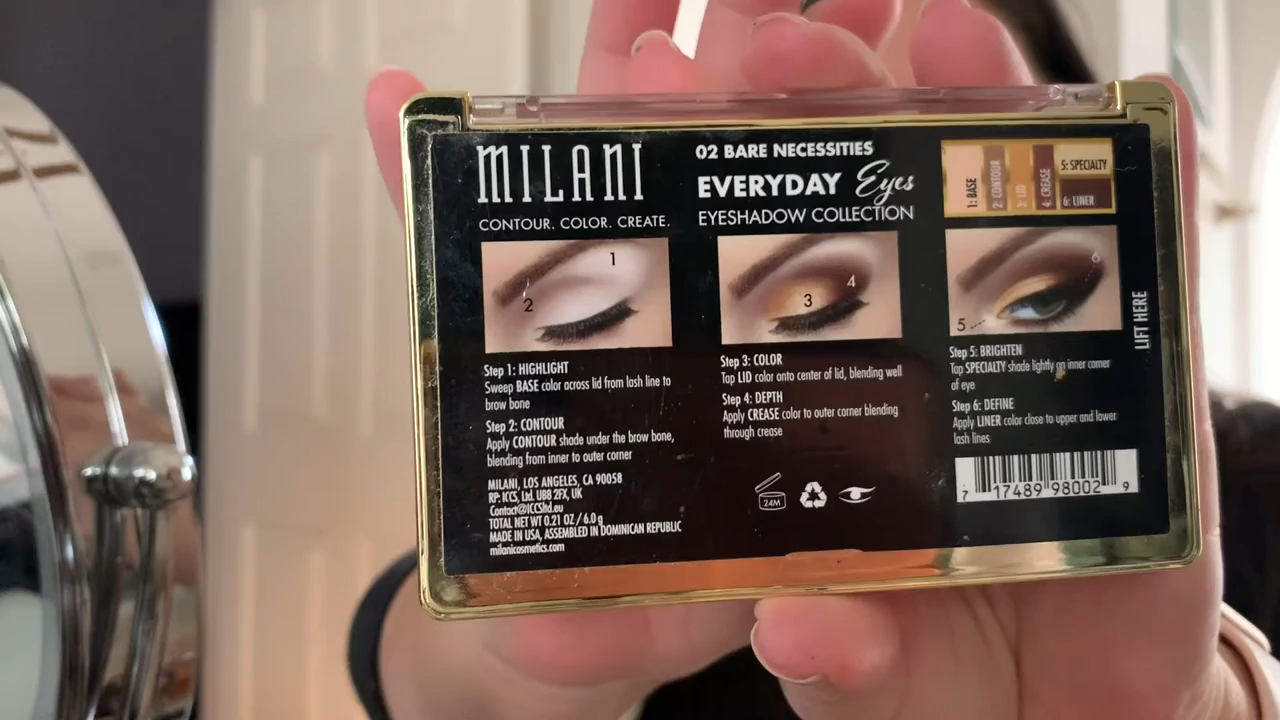 MILANI
CONTOUR. COLOR. CREATE.
02 BARE NECESSITIES
EVERYDAY Eyes
EYESHADOW COLLECTION
1: BASE
2: CONTOUR
3: LID
4: CREASE
5: SPECIALTY
6: LINER
1
2
3
4
5
6
LIFT HERE
Step 1: HIGHLIGHT
Sweep BASE color across lid from lash line to
brow bone
Step 2: CONTOUR
Apply CONTOUR shade under the brow bone,
blending from inner to outer corner
Step 3: COLOR
Tap LID color onto center of lid, blending well
Step 4: DEPTH
Apply CREASE color to outer corner blending
through crease
Step 5: BRIGHTEN
Tap SPECIALTY shade lightly on inner corner
of eye
Step 6: DEFINE
Apply LINER color close to upper and lower
lash lines
MILANI, LOS ANGELES, CA 90058
RP: ICS, Ltd. UB8 2FX, UK
Contact@ICCSltd.eu
TOTAL NET WT 0.21 OZ / 6.0 g
MADE IN USA, ASSEMBLED IN DOMINICAN REPUBLIC
milanicosmetics.com
24M
7 17489 98002 9